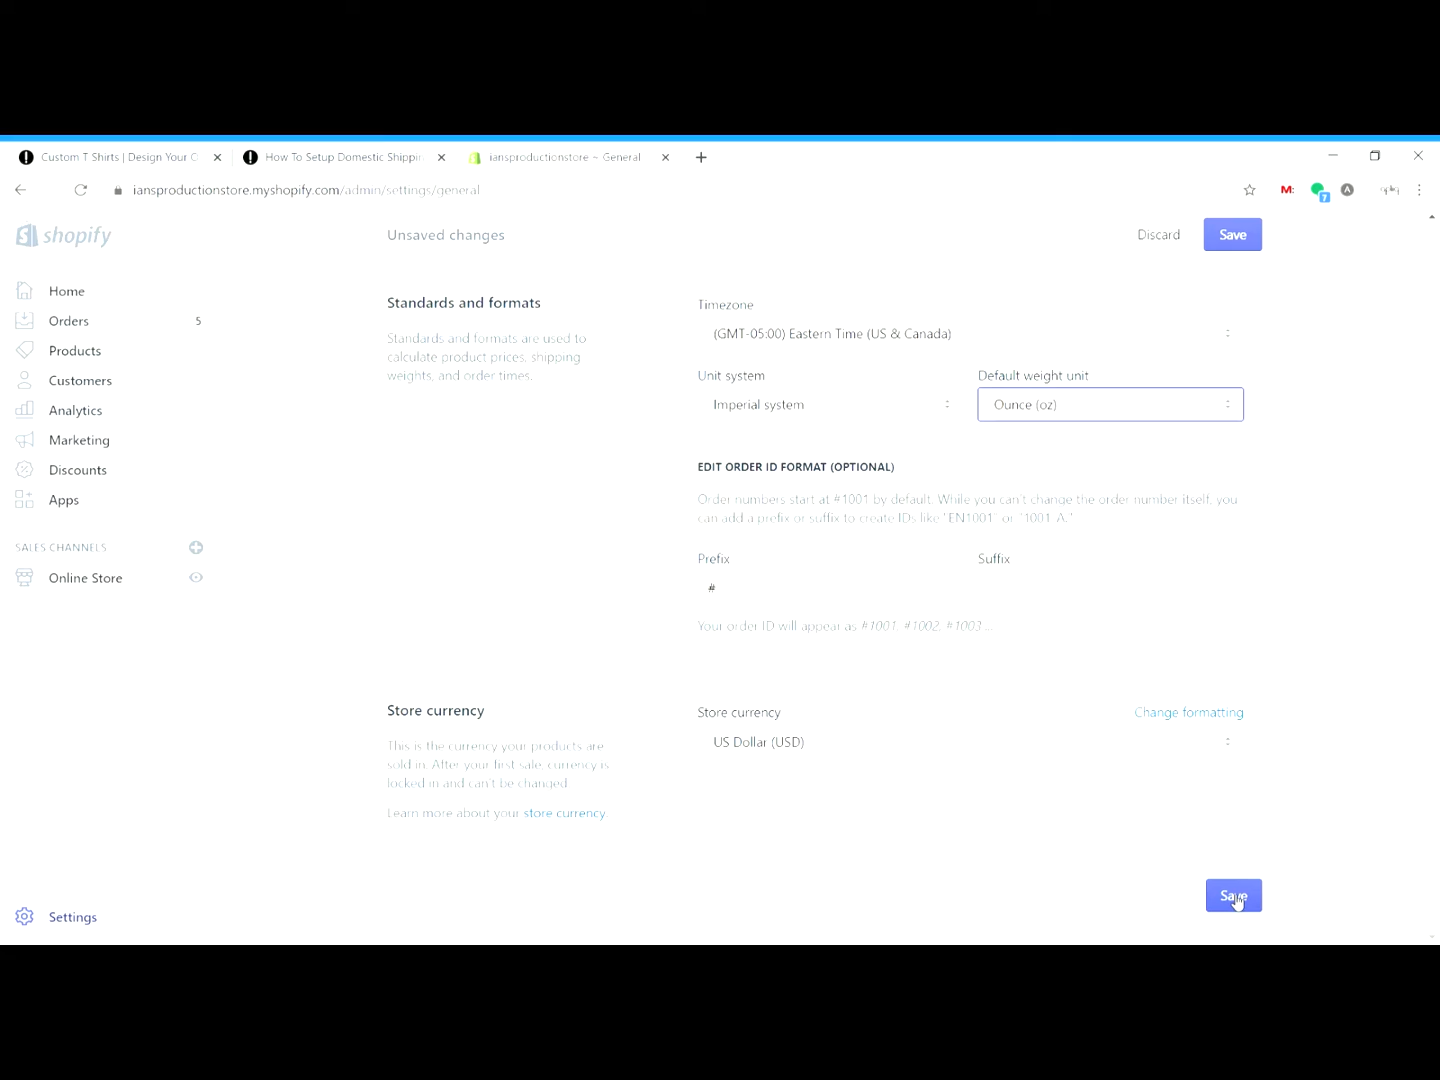 Custom T Shirts | Design Your O
How To Setup Domestic Shippin
iansproductionstore ~ General
iansproductionstore.myshopify.com/admin/settings/general
M:
7
A
shopify
Unsaved changes
Discard
Save
Home
Orders 5
Products
Customers
Analytics
Marketing
Discounts
Apps
SALES CHANNELS
Online Store
Settings
Standards and formats
Standards and formats are used to
calculate product prices, shipping
weights, and order times.
Timezone
(GMT-05:00) Eastern Time (US & Canada)
Unit system
Default weight unit
Imperial system
Ounce (oz)
EDIT ORDER ID FORMAT (OPTIONAL)
Order numbers start at #1001 by default. While you can't change the order number itself, you
can add a prefix or suffix to create IDs like "EN1001" or "1001-A."
Prefix
Suffix
#
Your order ID will appear as #1001, #1002, #1003 ...
Store currency
This is the currency your products are
sold in. After your first sale, currency is
locked in and can't be changed.
Learn more about your store currency.
Store currency
Change formatting
US Dollar (USD)
Save